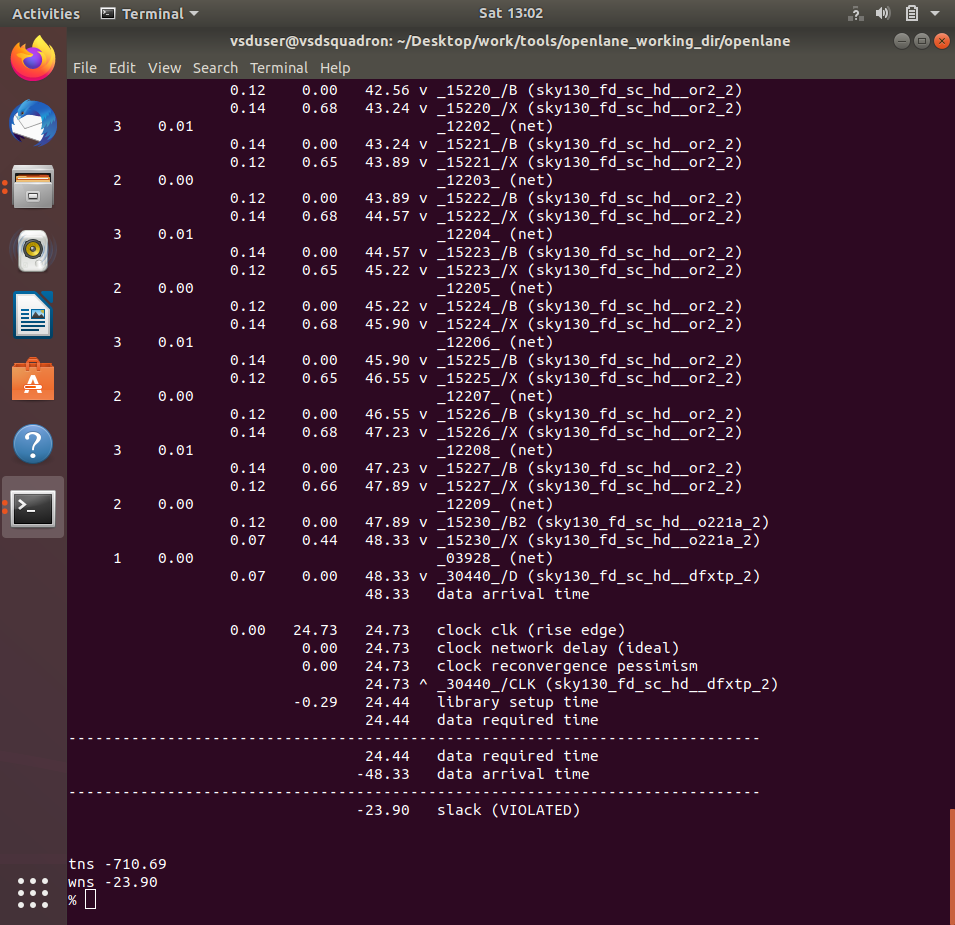 Activities Terminal Sat 13:02
vsduser@vsdsquadron: ~/Desktop/work/tools/openlane_working_dir/openlane
File Edit View Search Terminal Help
0.12 0.00 42.56 v _15220_/B (sky130_fd_sc_hd__or2_2)
0.14 0.68 43.24 v _15220_/X (sky130_fd_sc_hd__or2_2)
3 0.01 _12202_ (net)
0.14 0.00 43.24 v _15221_/B (sky130_fd_sc_hd__or2_2)
0.12 0.65 43.89 v _15221_/X (sky130_fd_sc_hd__or2_2)
2 0.00 _12203_ (net)
0.12 0.00 43.89 v _15222_/B (sky130_fd_sc_hd__or2_2)
0.14 0.68 44.57 v _15222_/X (sky130_fd_sc_hd__or2_2)
3 0.01 _12204_ (net)
0.14 0.00 44.57 v _15223_/B (sky130_fd_sc_hd__or2_2)
0.12 0.65 45.22 v _15223_/X (sky130_fd_sc_hd__or2_2)
2 0.00 _12205_ (net)
0.12 0.00 45.22 v _15224_/B (sky130_fd_sc_hd__or2_2)
0.14 0.68 45.90 v _15224_/X (sky130_fd_sc_hd__or2_2)
3 0.01 _12206_ (net)
0.14 0.00 45.90 v _15225_/B (sky130_fd_sc_hd__or2_2)
0.12 0.65 46.55 v _15225_/X (sky130_fd_sc_hd__or2_2)
2 0.00 _12207_ (net)
0.12 0.00 46.55 v _15226_/B (sky130_fd_sc_hd__or2_2)
0.14 0.68 47.23 v _15226_/X (sky130_fd_sc_hd__or2_2)
3 0.01 _12208_ (net)
0.14 0.00 47.23 v _15227_/B (sky130_fd_sc_hd__or2_2)
0.12 0.66 47.89 v _15227_/X (sky130_fd_sc_hd__or2_2)
2 0.00 _12209_ (net)
0.12 0.00 47.89 v _15230_/B2 (sky130_fd_sc_hd__o221a_2)
0.07 0.44 48.33 v _15230_/X (sky130_fd_sc_hd__o221a_2)
1 0.00 _03928_ (net)
0.07 0.00 48.33 v _30440_/D (sky130_fd_sc_hd__dfxtp_2)
48.33 data arrival time
0.00 24.73 24.73 clock clk (rise edge)
0.00 24.73 clock network delay (ideal)
0.00 24.73 clock reconvergence pessimism
24.73 ^ _30440_/CLK (sky130_fd_sc_hd__dfxtp_2)
-0.29 24.44 library setup time
24.44 data required time
-----------------------------------------------------------------------------
24.44 data required time
-48.33 data arrival time
-----------------------------------------------------------------------------
-23.90 slack (VIOLATED)
tns -710.69
wns -23.90
%